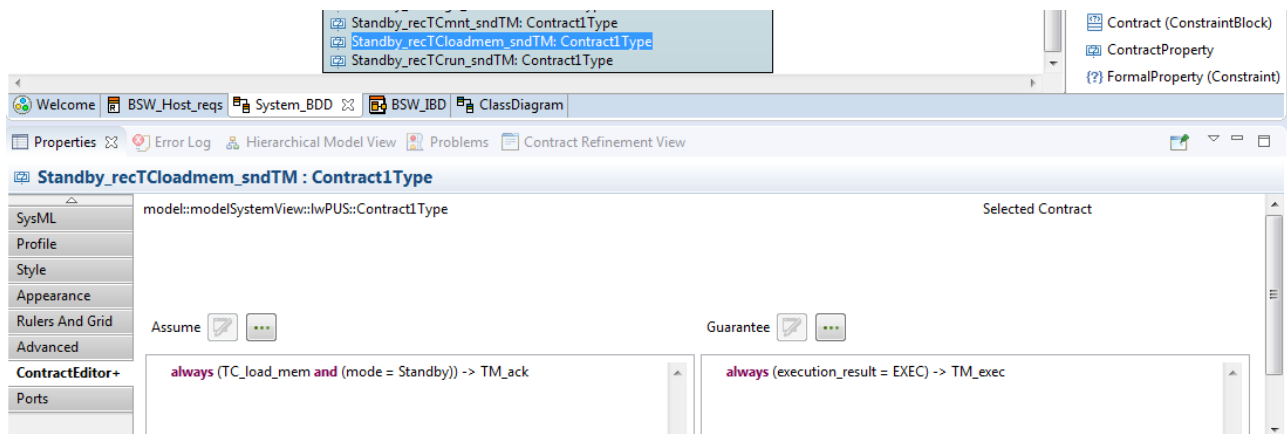 Standby_recTCmnt_sndTM: Contract1Type
Standby_recTCloadmem_sndTM: Contract1Type
Standby_recTCrun_sndTM: Contract1Type
Contract (ConstraintBlock)
ContractProperty
{?} FormalProperty (Constraint)
Welcome BSW_Host_reqs System_BDD BSW_IBD ClassDiagram
Properties Error Log Hierarchical Model View Problems Contract Refinement View
Standby_recTCloadmem_sndTM : Contract1Type
SysML
Profile
Style
Appearance
Rulers And Grid
Advanced
ContractEditor+
Ports
model::modelSystemView::lwPUS::Contract1Type
Selected Contract
Assume ...
Guarantee ...
always (TC_load_mem and (mode = Standby)) -> TM_ack
always (execution_result = EXEC) -> TM_exec